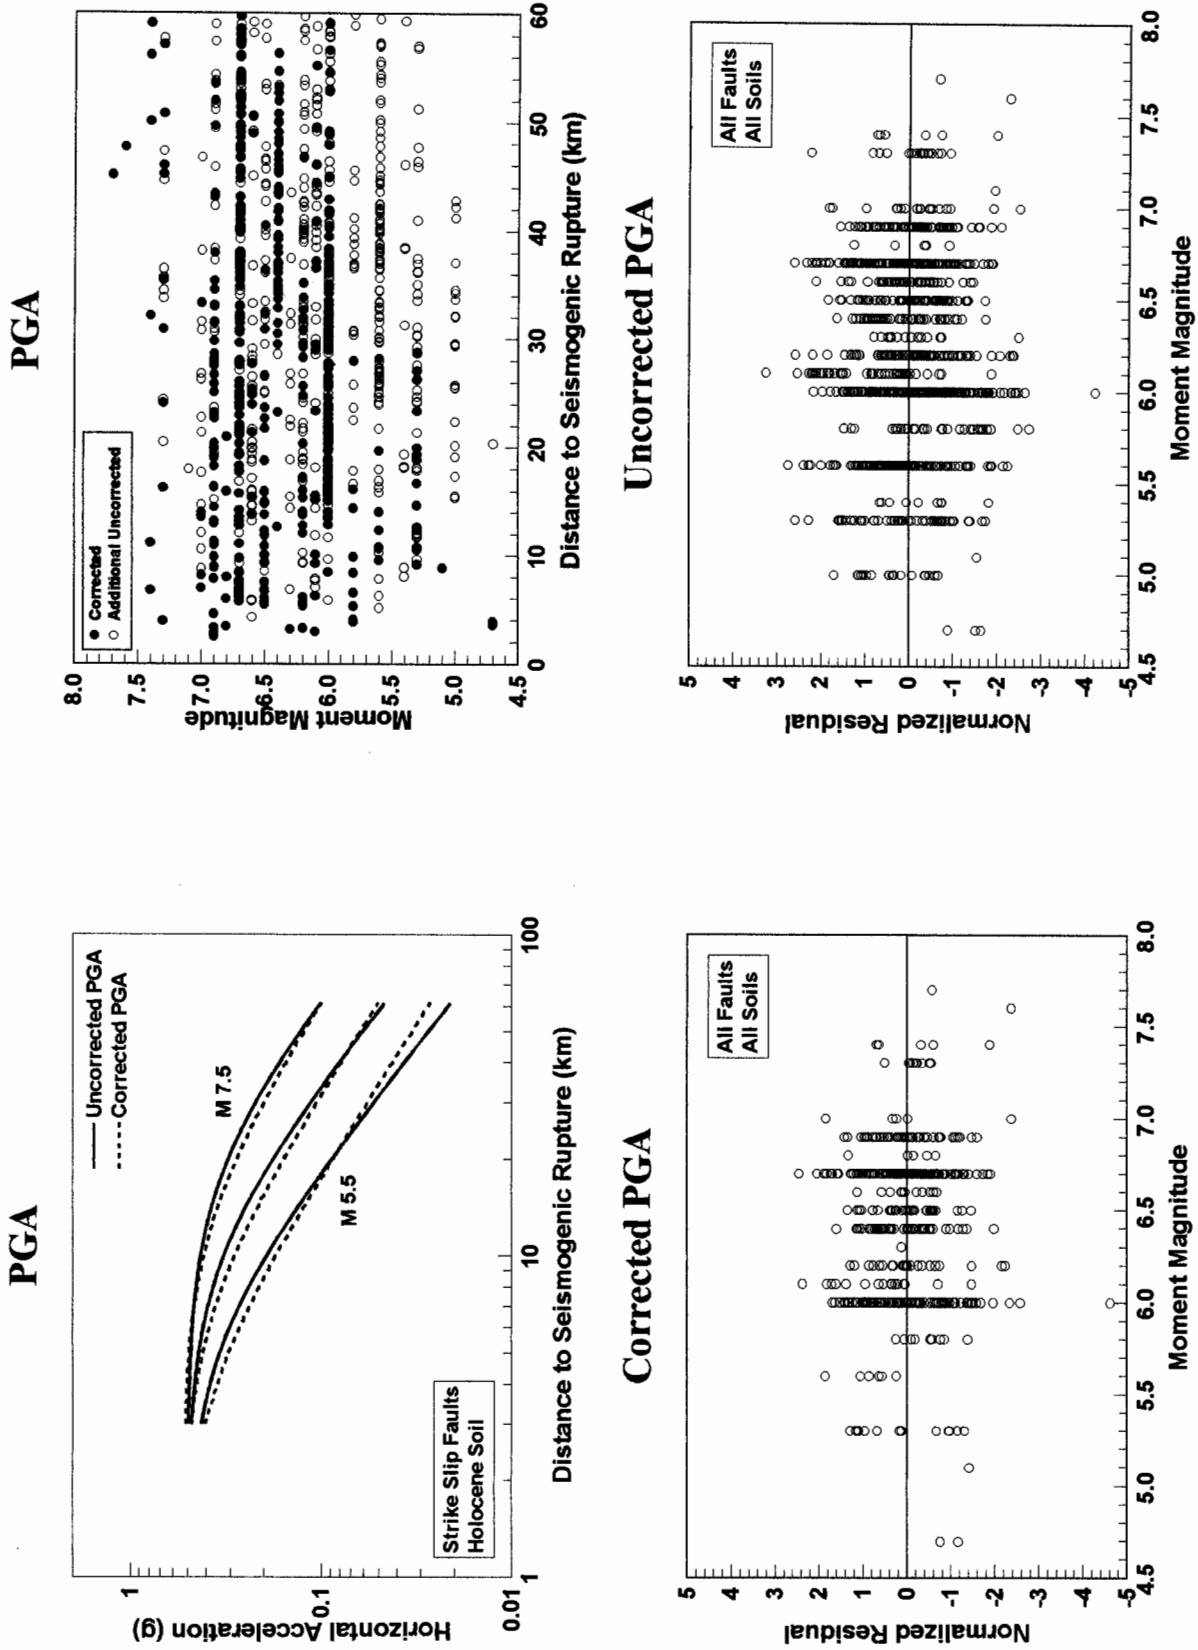 PGA
Horizontal Acceleration (g)
1
0.1
0.01
Uncorrected PGA
Corrected PGA
M 7.5
M 5.5
Strike Slip Faults
Holocene Soil
1
10
100
Distance to Seismogenic Rupture (km)
PGA
Moment Magnitude
8.0
7.5
7.0
6.5
6.0
5.5
5.0
4.5
Corrected
Additional Uncorrected
0
10
20
30
40
50
60
Distance to Seismogenic Rupture (km)
Corrected PGA
Normalized Residual
5
4
3
2
1
0
-1
-2
-3
-4
-5
All Faults
All Soils
4.5
5.0
5.5
6.0
6.5
7.0
7.5
8.0
Moment Magnitude
Uncorrected PGA
Normalized Residual
5
4
3
2
1
0
-1
-2
-3
-4
-5
All Faults
All Soils
4.5
5.0
5.5
6.0
6.5
7.0
7.5
8.0
Moment Magnitude